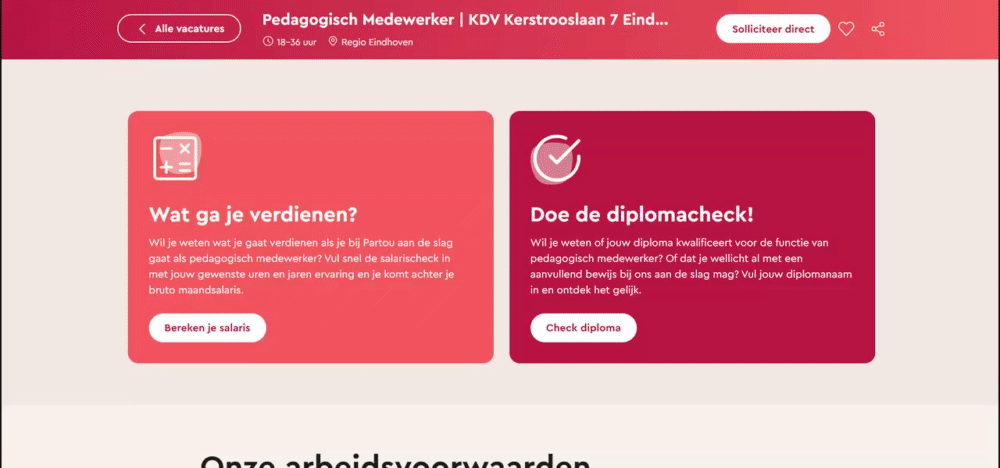 Alle vacatures
Pedagogisch Medewerker | KDV Kerstrooslaan 7 Eind...
18-36 uur
Regio Eindhoven
Solliciteer direct
Wat ga je verdienen?
Wil je weten wat je gaat verdienen als je bij Partou aan de slag
gaat als pedagogisch medewerker? Vul snel de salarischeck in
met jouw gewenste uren en jaren ervaring en je komt achter je
bruto maandsalaris.
Bereken je salaris
Doe de diplomacheck!
Wil je weten of jouw diploma kwalificeert voor de functie van
pedagogisch medewerker? Of dat je wellicht al met een
aanvullend bewijs bij ons aan de slag mag? Vul jouw diplomanaam
in en ontdek het gelijk.
Check diploma
Onze arbeidsvoorwaarden